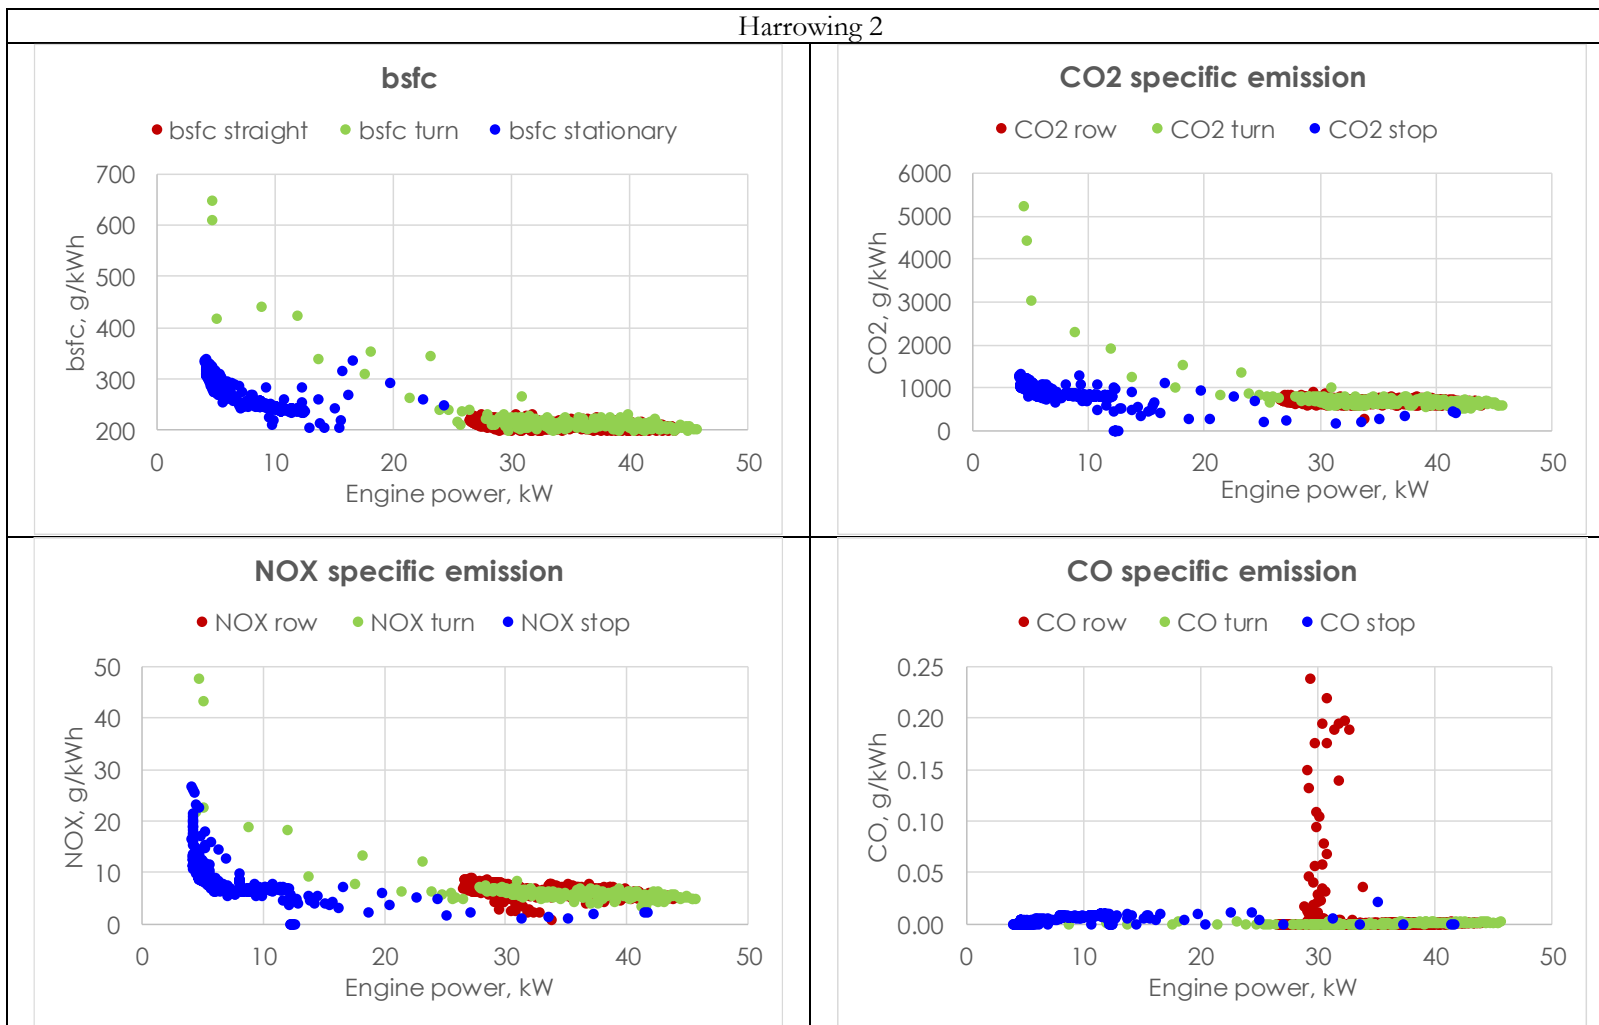 Harrowing 2
bsfc
bsfc straight bsfc turn bsfc stationary
700
600
500
400
300
200
bsfc, g/kWh
0 10 20 30 40 50
Engine power, kW
CO2 specific emission
CO2 row CO2 turn CO2 stop
6000
5000
4000
3000
2000
1000
0
CO2, g/kWh
0 10 20 30 40 50
Engine power, kW
NOX specific emission
NOX row NOX turn NOX stop
50
40
30
20
10
0
NOX, g/kWh
0 10 20 30 40 50
Engine power, kW
CO specific emission
CO row CO turn CO stop
0.25
0.20
0.15
0.10
0.05
0.00
CO, g/kWh
0 10 20 30 40 50
Engine power, kW